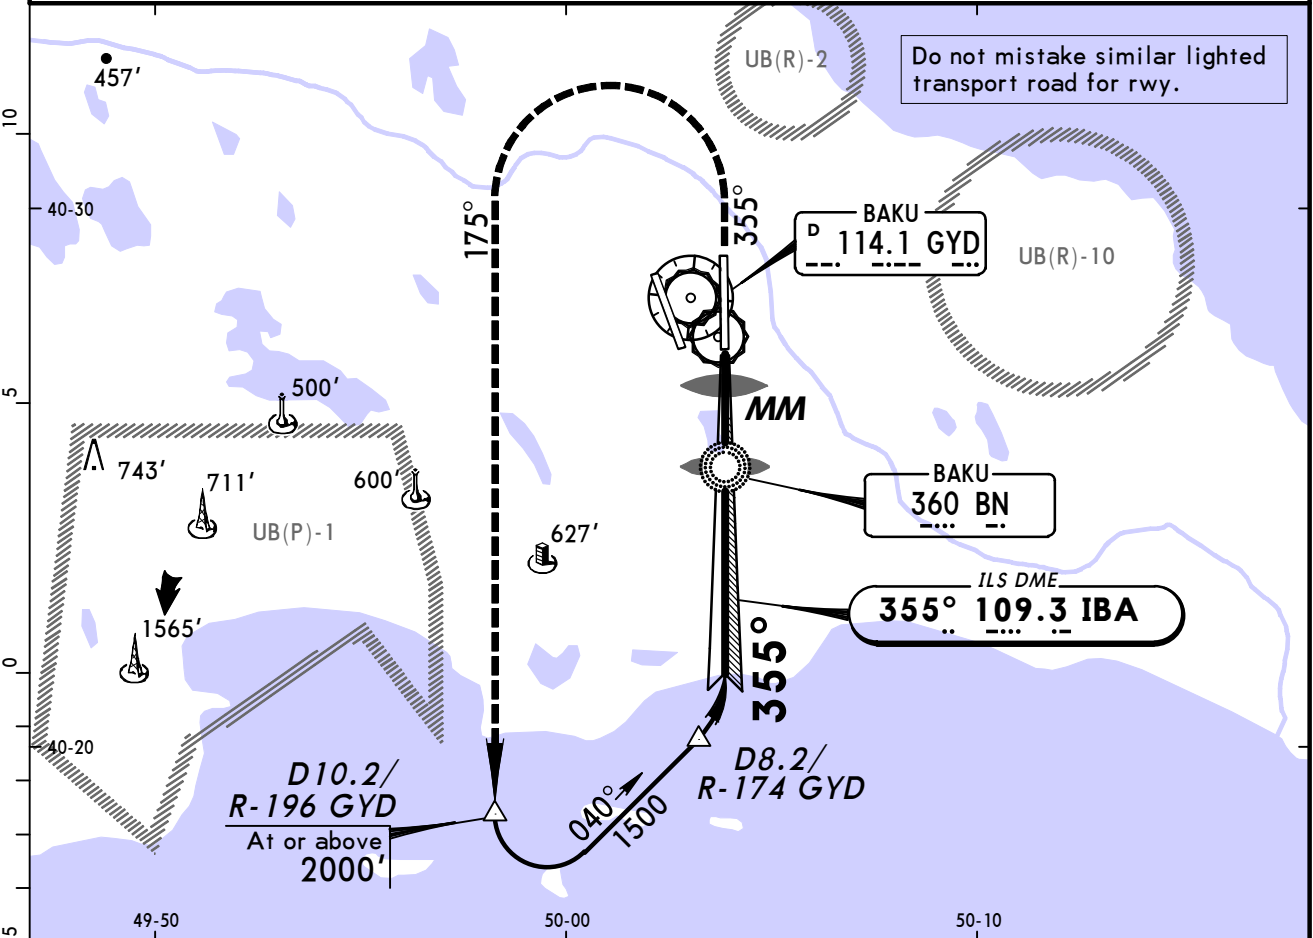 UB(R)-2
Do not mistake similar lighted
transport road for rwy.
457'
10
40-30
175°
355°
BAKU
D 114.1 GYD
UB(R)-10
5
500'
MM
743'
711'
600'
UB(P)-1
627'
BAKU
360 BN
ILS DME
355° 109.3 IBA
1565'
0
355°
40-20
D10.2/
R-196 GYD
At or above
2000'
D8.2/
R-174 GYD
040°
1500
5
49-50
50-00
50-10